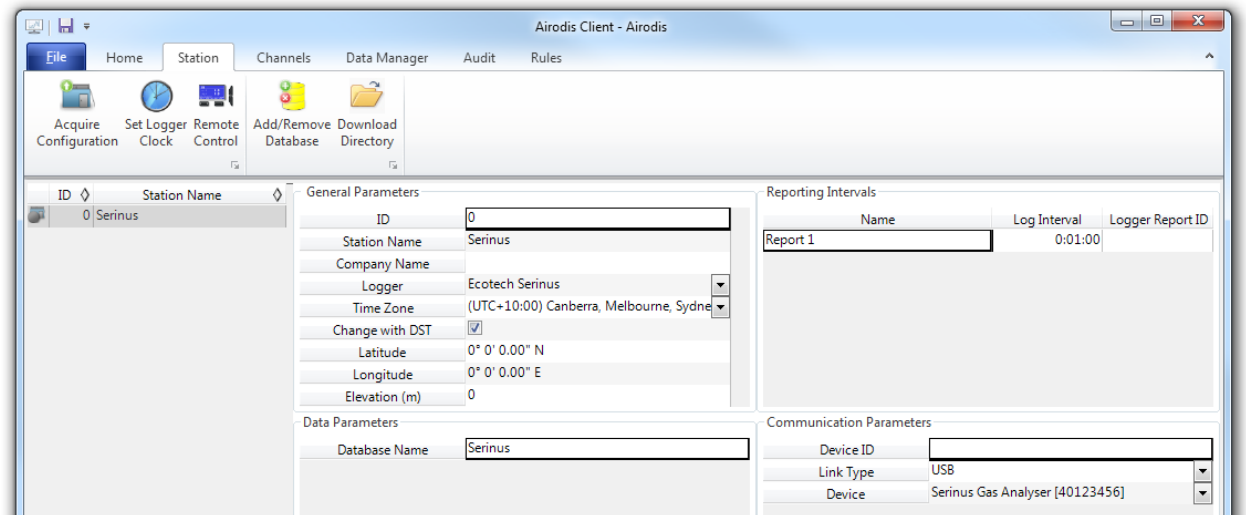 Airodis Client - Airodis
File Home Station Channels Data Manager Audit Rules
Acquire Configuration
Set Logger Clock
Remote Control
Add/Remove Database
Download Directory
ID Station Name
0 Serinus
General Parameters
ID 0
Station Name Serinus
Company Name
Logger Ecotech Serinus
Time Zone (UTC+10:00) Canberra, Melbourne, Sydne
Change with DST
Latitude 0° 0' 0.00" N
Longitude 0° 0' 0.00" E
Elevation (m) 0
Reporting Intervals
Name Log Interval Logger Report ID
Report 1 0:01:00
Data Parameters
Database Name Serinus
Communication Parameters
Device ID
Link Type USB
Device Serinus Gas Analyser [40123456]